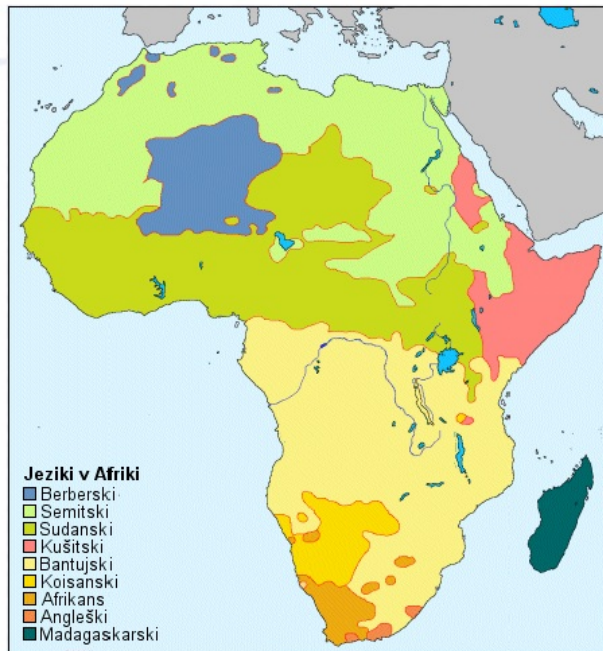 Jeziki v Afriki
Berberski
Semitski
Sudanski
Kušitski
Bantujski
Koisanski
Afrikans
Angleški
Madagaskarski